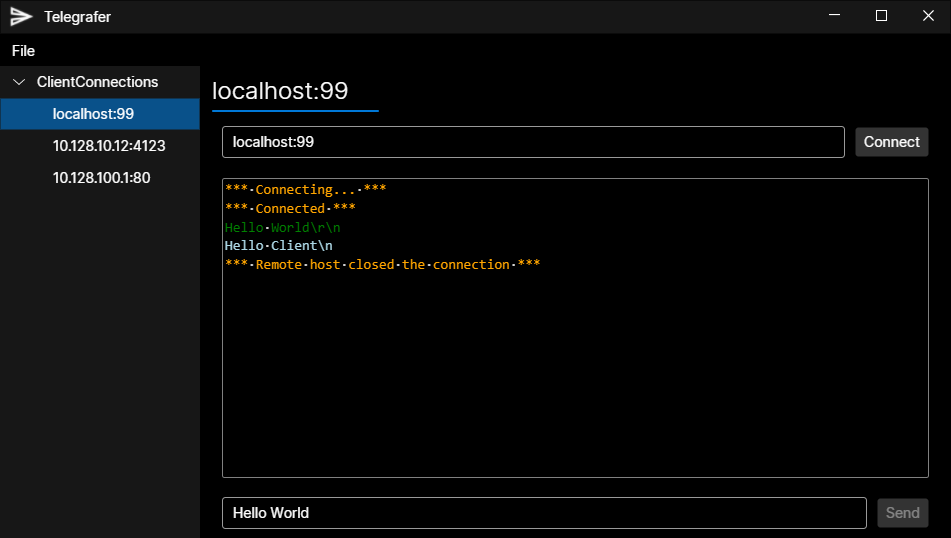 Telegrafer
File
ClientConnections
localhost:99
10.128.10.12:4123
10.128.100.1:80
localhost:99
localhost:99
Connect
***·Connecting...·***
***·Connected·***
Hello·World\r\n
Hello·Client\n
***·Remote·host·closed·the·connection·***
Hello World
Send